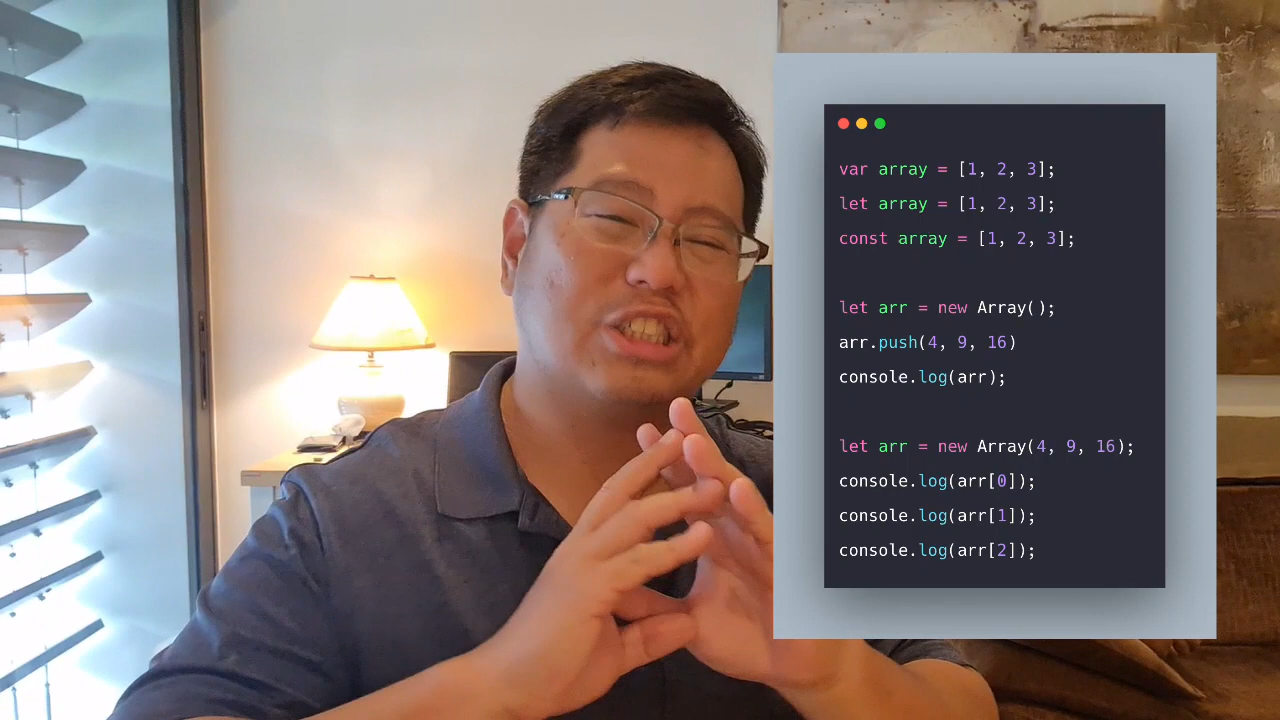 var array = [1, 2, 3];
let array = [1, 2, 3];
const array = [1, 2, 3];
let arr = new Array();
arr.push(4, 9, 16)
console.log(arr);
let arr = new Array(4, 9, 16);
console.log(arr[0]);
console.log(arr[1]);
console.log(arr[2]);